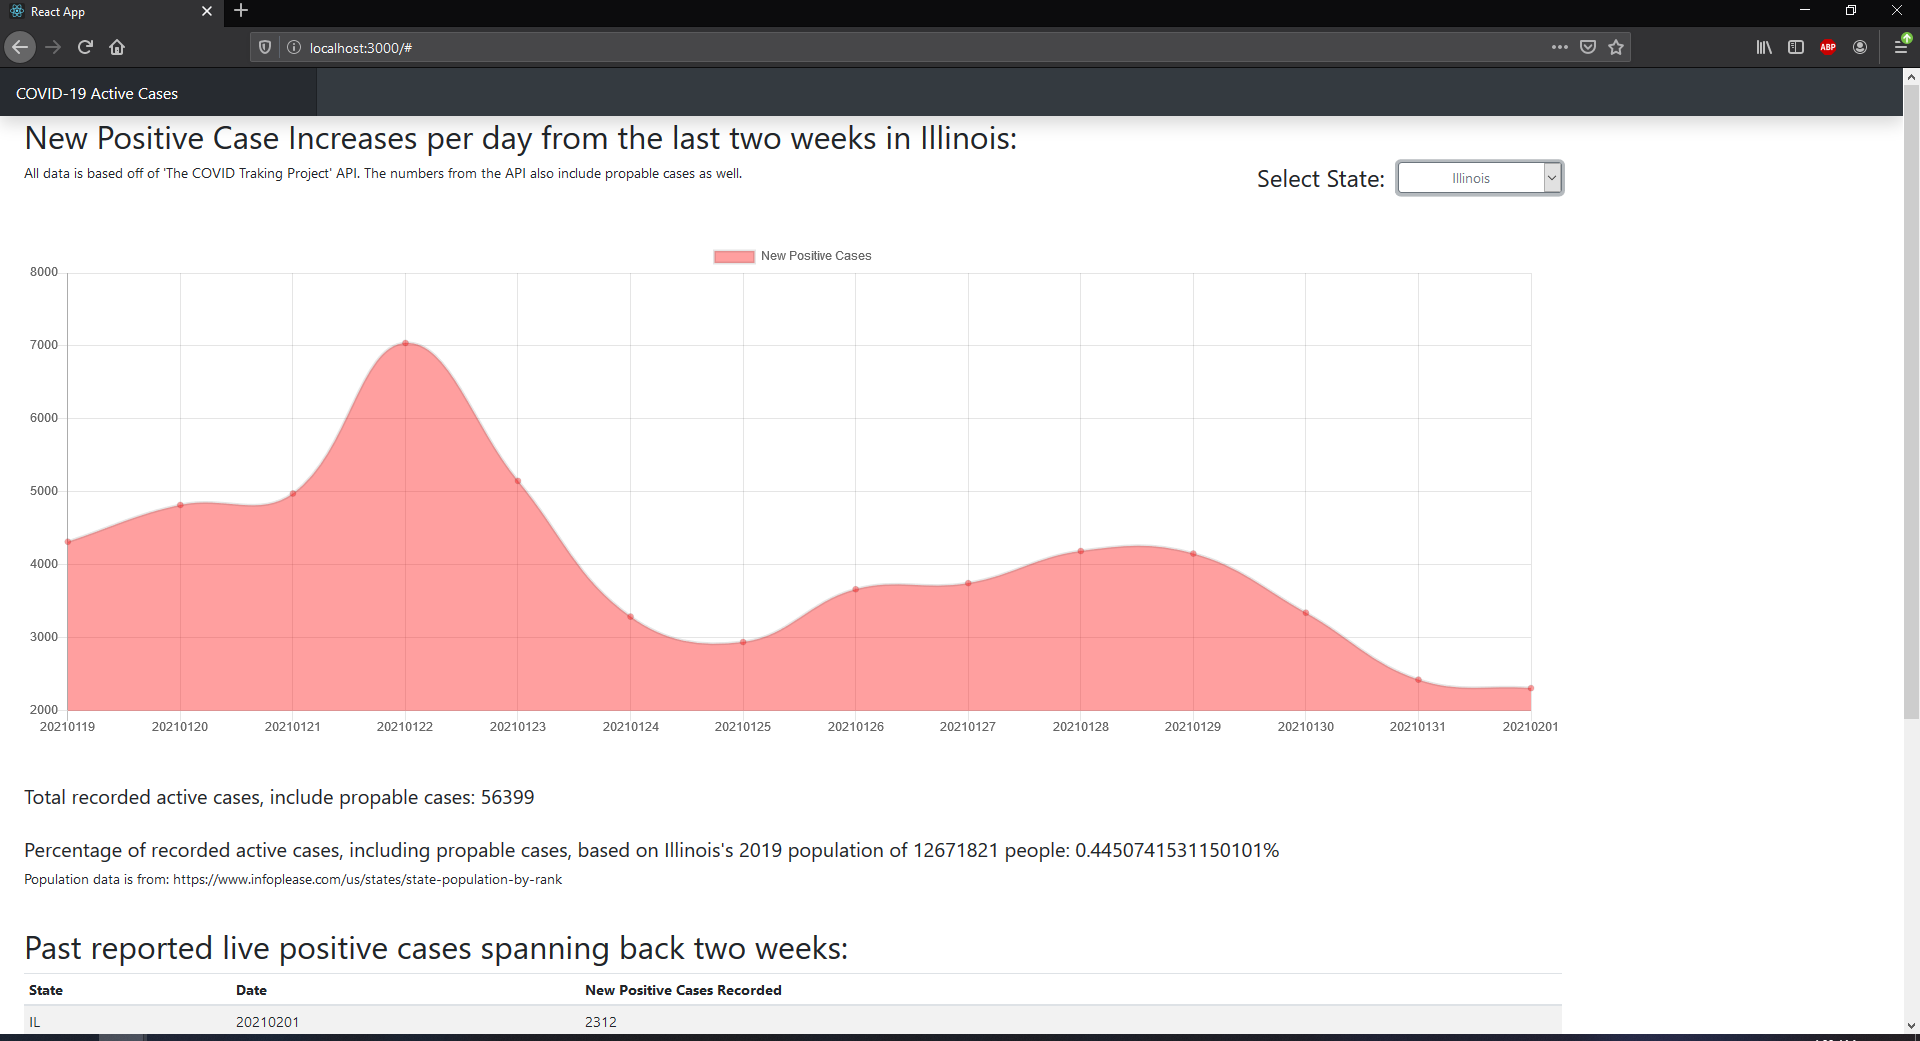 React App
localhost:3000/#
ABP
COVID-19 Active Cases
New Positive Case Increases per day from the last two weeks in Illinois:
All data is based off of 'The COVID Traking Project' API. The numbers from the API also include propable cases as well.
Select State: Illinois
New Positive Cases
8000
7000
6000
5000
4000
3000
2000
20210119 20210120 20210121 20210122 20210123 20210124 20210125 20210126 20210127 20210128 20210129 20210130 20210131 20210201
Total recorded active cases, include propable cases: 56399
Percentage of recorded active cases, including propable cases, based on Illinois's 2019 population of 12671821 people: 0.4450741531150101%
Population data is from: https://www.infoplease.com/us/states/state-population-by-rank
Past reported live positive cases spanning back two weeks:
State Date New Positive Cases Recorded
IL 20210201 2312